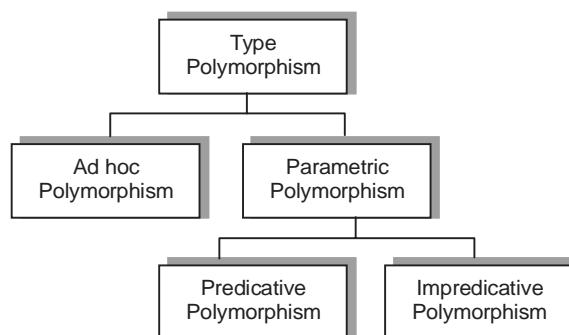 Type
Polymorphism
Ad hoc
Polymorphism
Parametric
Polymorphism
Predicative
Polymorphism
Impredicative
Polymorphism